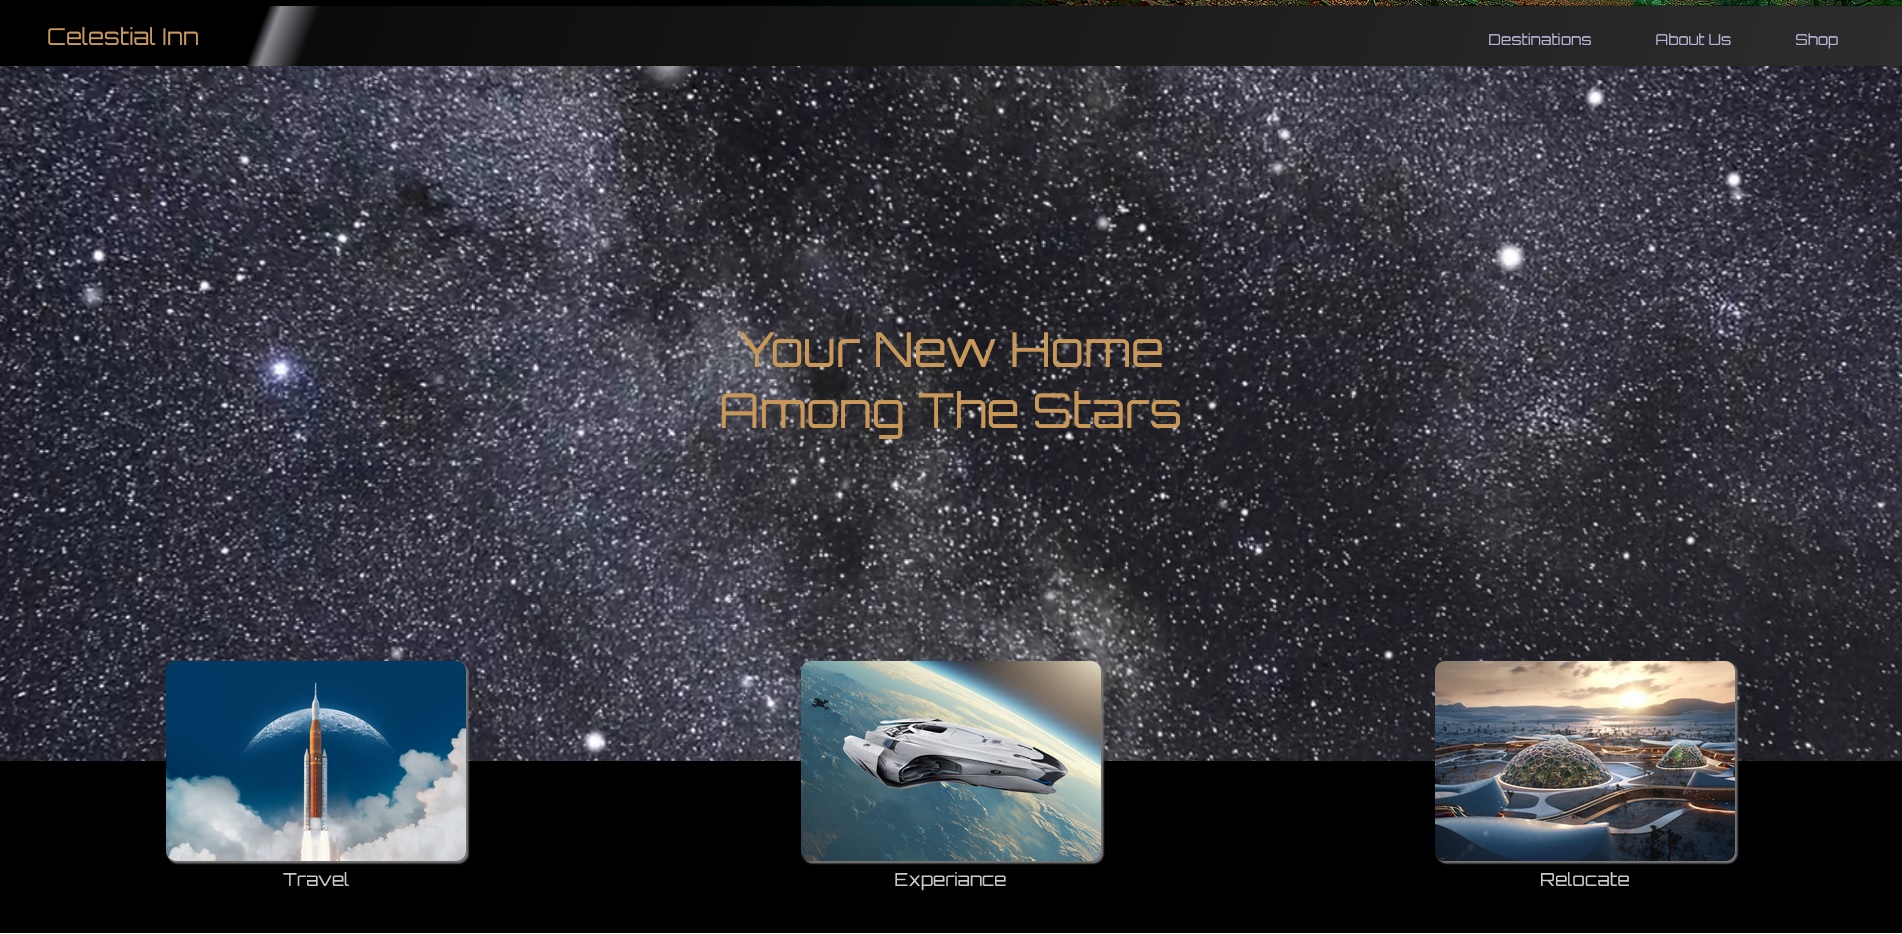 Celestial Inn
Destinations
About Us
Shop
Your New Home
Among The Stars
Travel
Experiance
Relocate